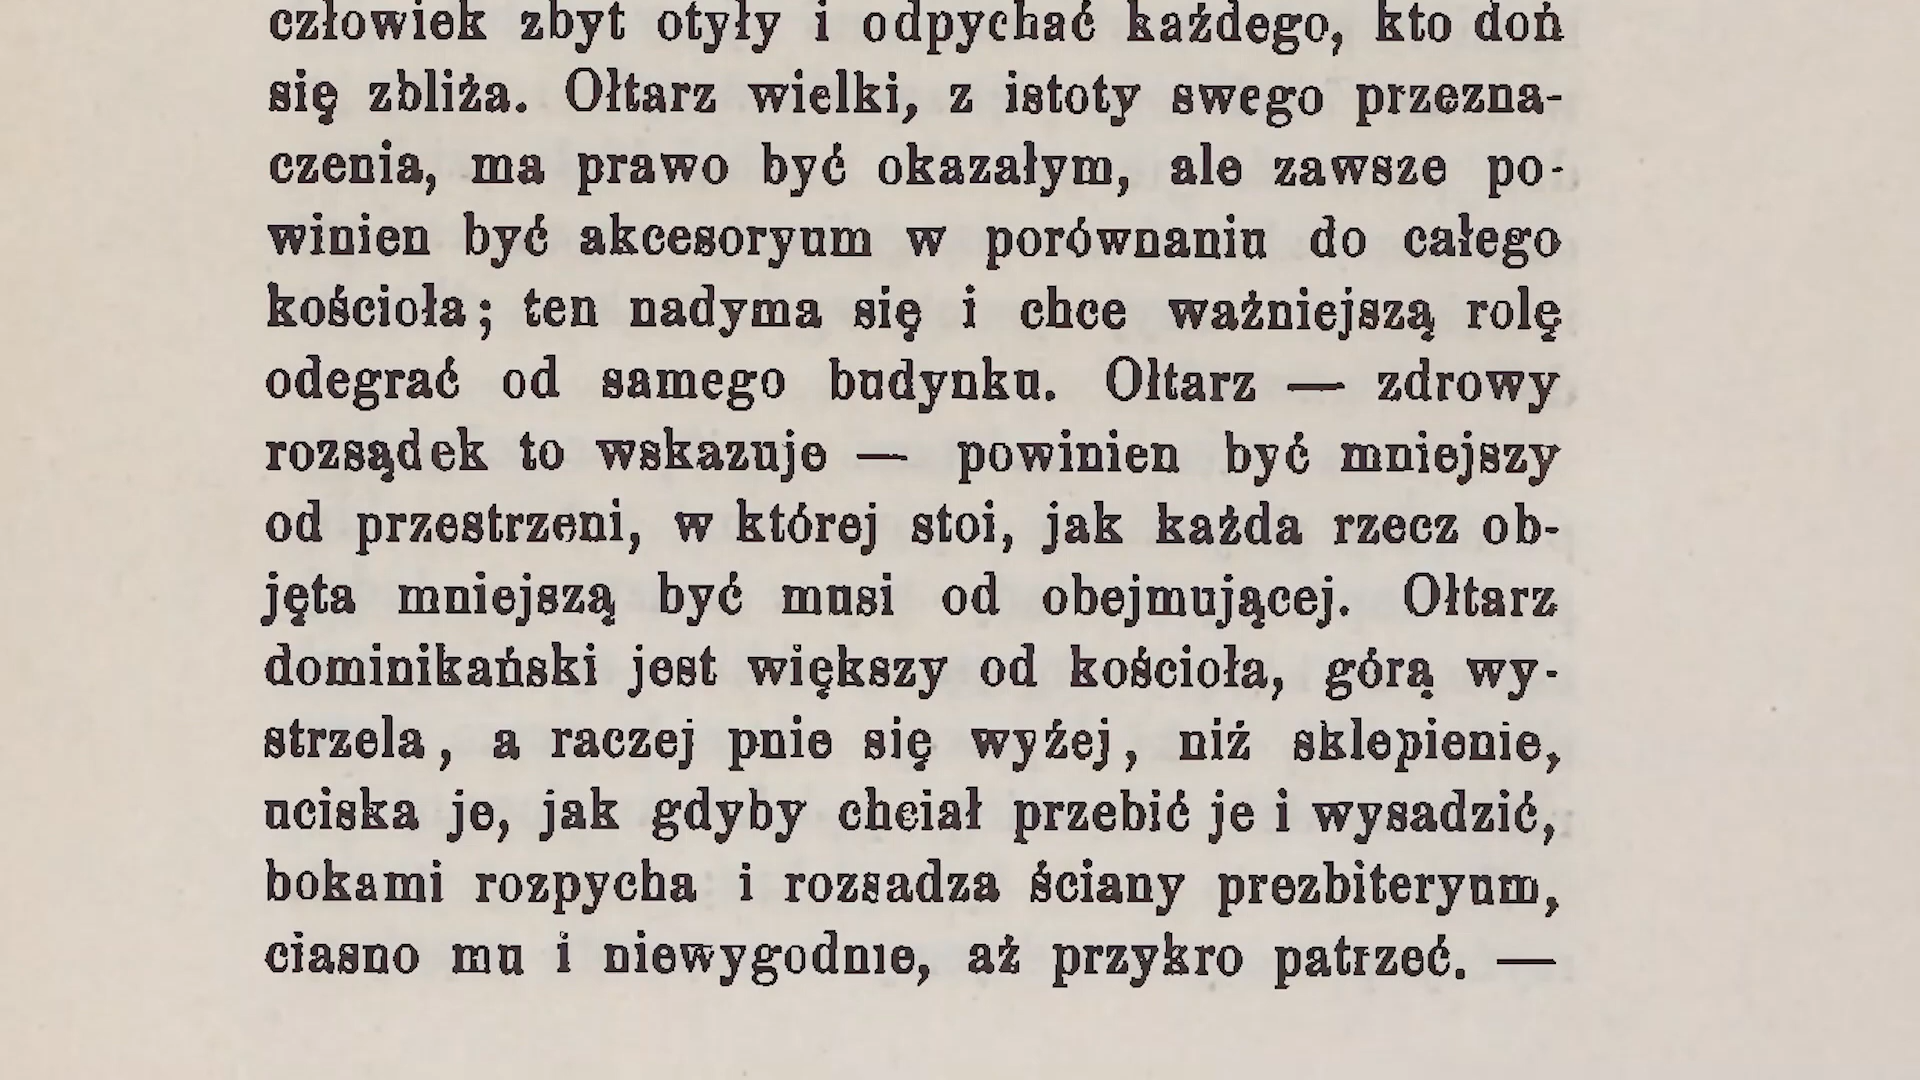 człowiek zbyt otyły i odpychać każdego, kto doń
się zbliża. Ołtarz wielki, z istoty swego przezna-
czenia, ma prawo być okazałym, ale zawsze po-
winien być akcesoryum w porównaniu do całego
kościoła; ten nadyma się i chce ważniejszą rolę
odegrać od samego budynku. Ołtarz — zdrowy
rozsądek to wskazuje — powinien być mniejszy
od przestrzeni, w której stoi, jak każda rzecz ob-
jęta mniejszą być musi od obejmującej. Ołtarz
dominikański jest większy od kościoła, górą wy-
strzela, a raczej pnie się wyżej, niż sklepienie,
uciska je, jak gdyby chciał przebić je i wysadzić,
bokami rozpycha i rozsadza ściany prezbiteryum,
ciasno mu i niewygodnie, aż przykro patrzeć. —